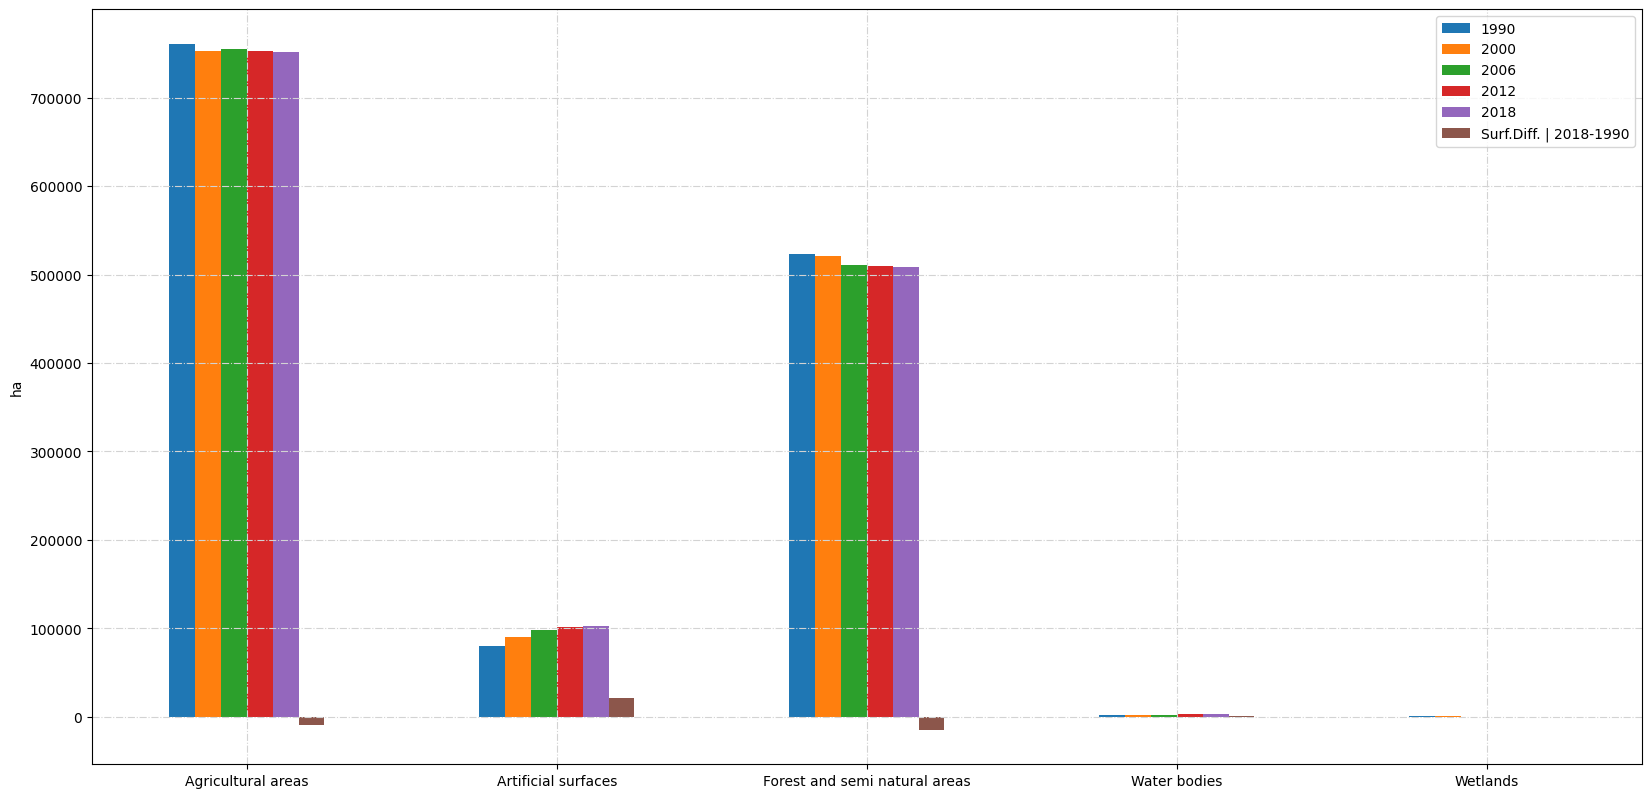 1990
2000
2006
2012
2018
Surf.Diff. | 2018-1990
700000
600000
500000
400000
300000
200000
100000
0
ha
Agricultural areas
Artificial surfaces
Forest and semi natural areas
Water bodies
Wetlands